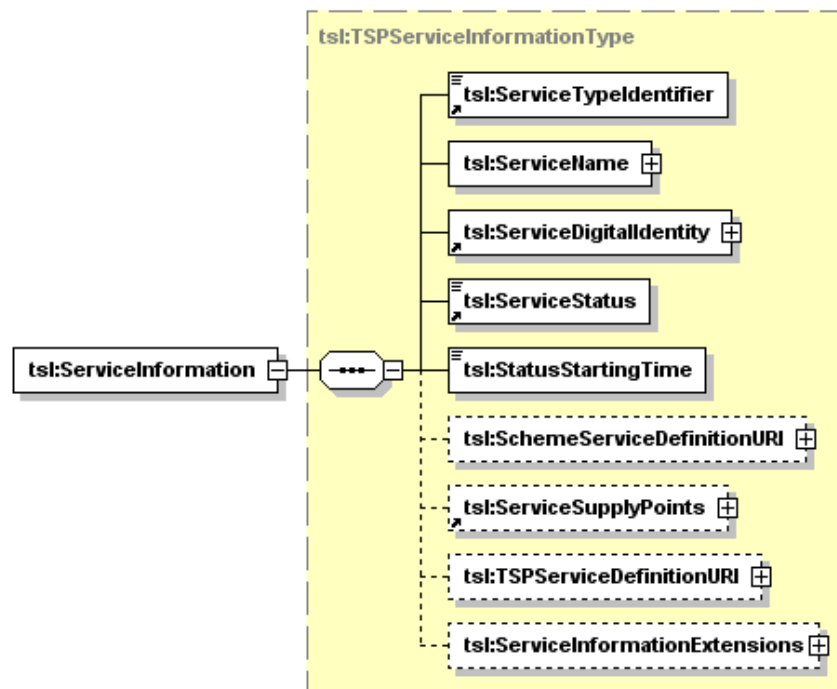 tsl:TSPServiceInformationType
tsl:ServiceTypeIdentifier
tsl:ServiceName
tsl:ServiceDigitalIdentity
tsl:ServiceStatus
tsl:ServiceInformation
tsl:StatusStartingTime
tsl:SchemeServiceDefinitionURI
tsl:ServiceSupplyPoints
tsl:TSPServiceDefinitionURI
tsl:ServiceInformationExtensions